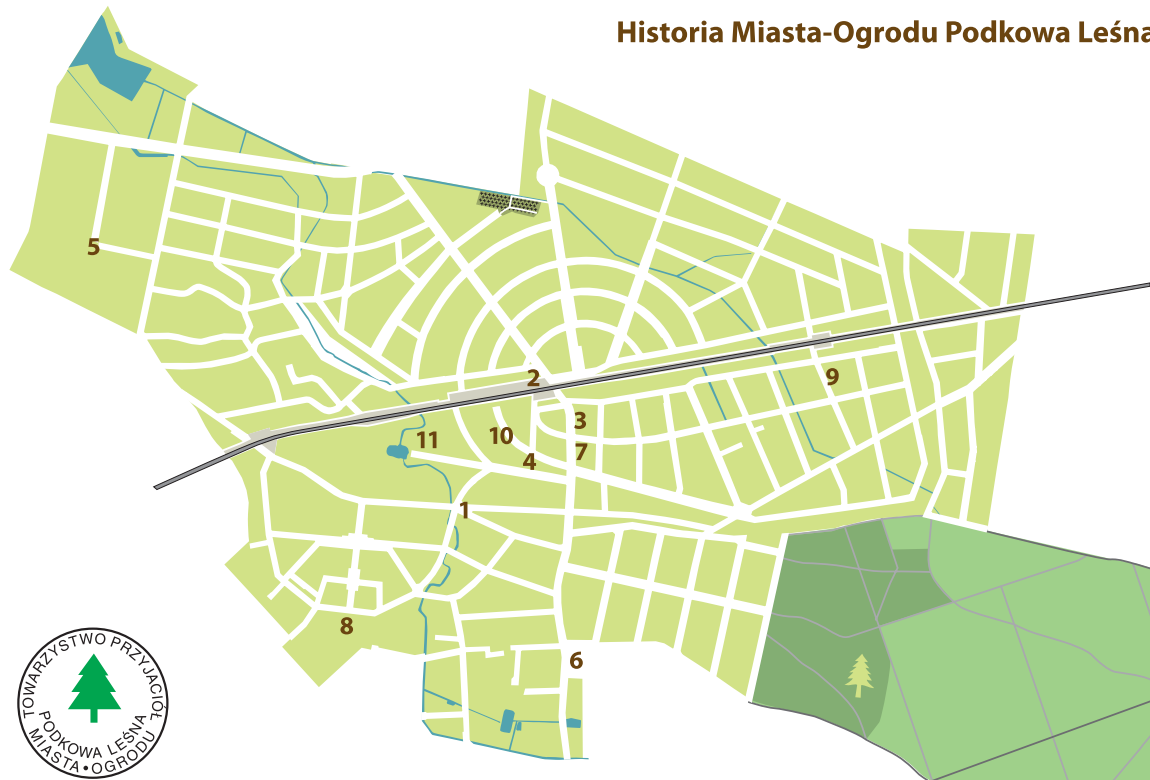 Historia Miasta-Ogrodu Podkowa Leśna
5
2
9
3
10
11
7
4
1
8
6
TOWARZYSTWO PRZYJACIÓŁ
MIASTA•OGRODU
PODKOWA LEŚNA